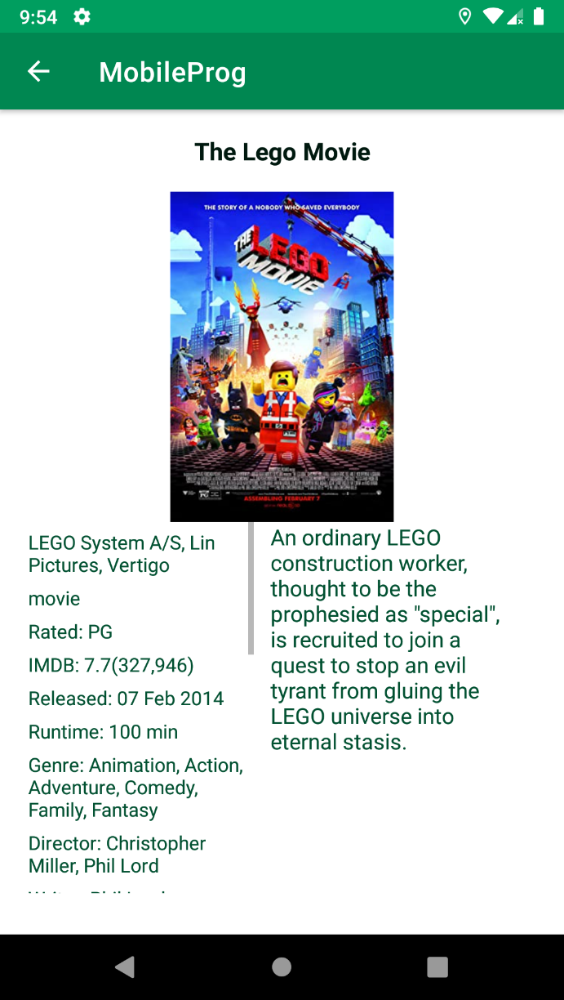 9:54
MobileProg
The Lego Movie
THE STORY OF A NOBODY WHO SAVED EVERYBODY
THE
LEGO
MOVIE
PG
ASSEMBLING FEBRUARY 7
LEGO System A/S, Lin
Pictures, Vertigo
movie
Rated: PG
IMDB: 7.7(327,946)
Released: 07 Feb 2014
Runtime: 100 min
Genre: Animation, Action,
Adventure, Comedy,
Family, Fantasy
Director: Christopher
Miller, Phil Lord
An ordinary LEGO
construction worker,
thought to be the
prophesied as "special",
is recruited to join a
quest to stop an evil
tyrant from gluing the
LEGO universe into
eternal stasis.